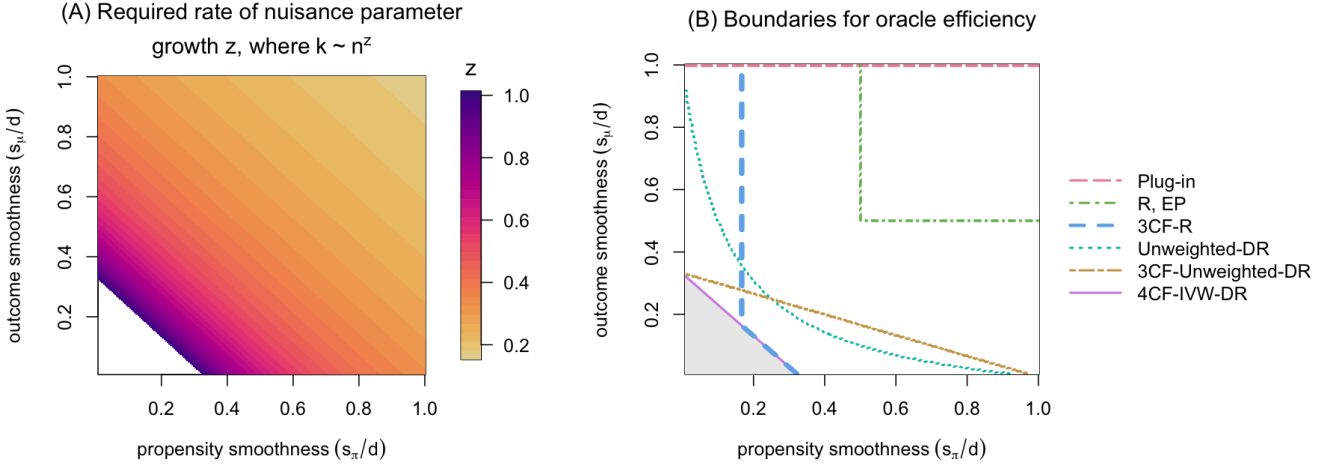 (A) Required rate of nuisance parameter
growth z, where k ~ n^z
z
1.0
0.8
0.6
0.4
0.2
outcome smoothness (s_μ/d)
1.0
0.8
0.6
0.4
0.2
0.2 0.4 0.6 0.8 1.0
propensity smoothness (s_π/d)
(B) Boundaries for oracle efficiency
outcome smoothness (s_μ/d)
1.0
0.8
0.6
0.4
0.2
0.2 0.4 0.6 0.8 1.0
propensity smoothness (s_π/d)
Plug-in
R, EP
3CF-R
Unweighted-DR
3CF-Unweighted-DR
4CF-IVW-DR